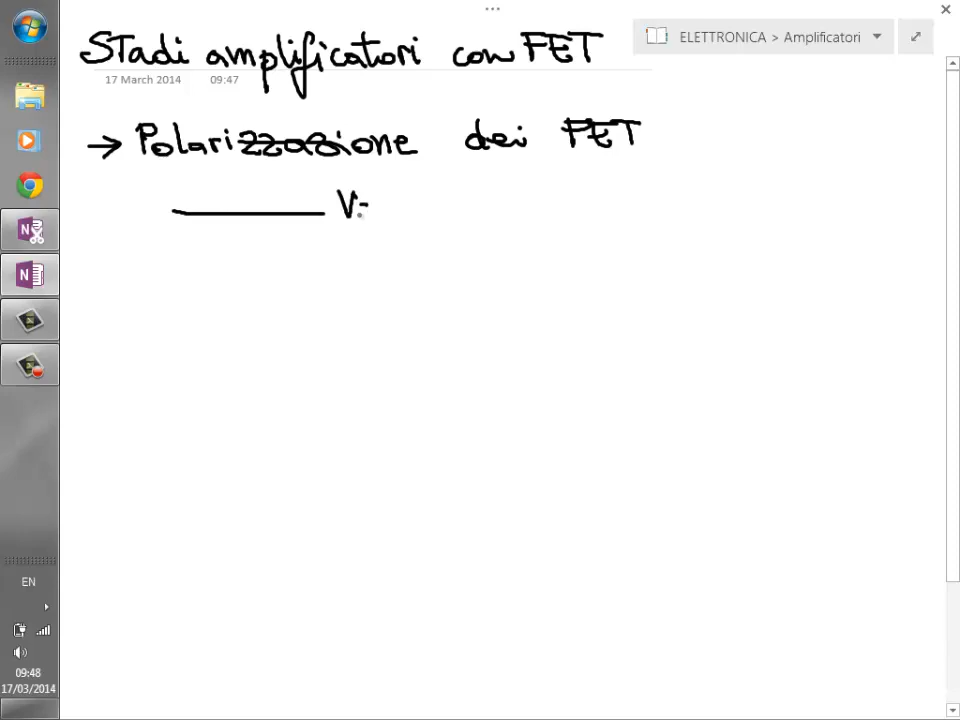 STadi amplificatori con FET
ELETTRONICA > Amplificatori
17 March 2014 09:47
→ Polarizzazione dei FET
EN
09:48
17/03/2014